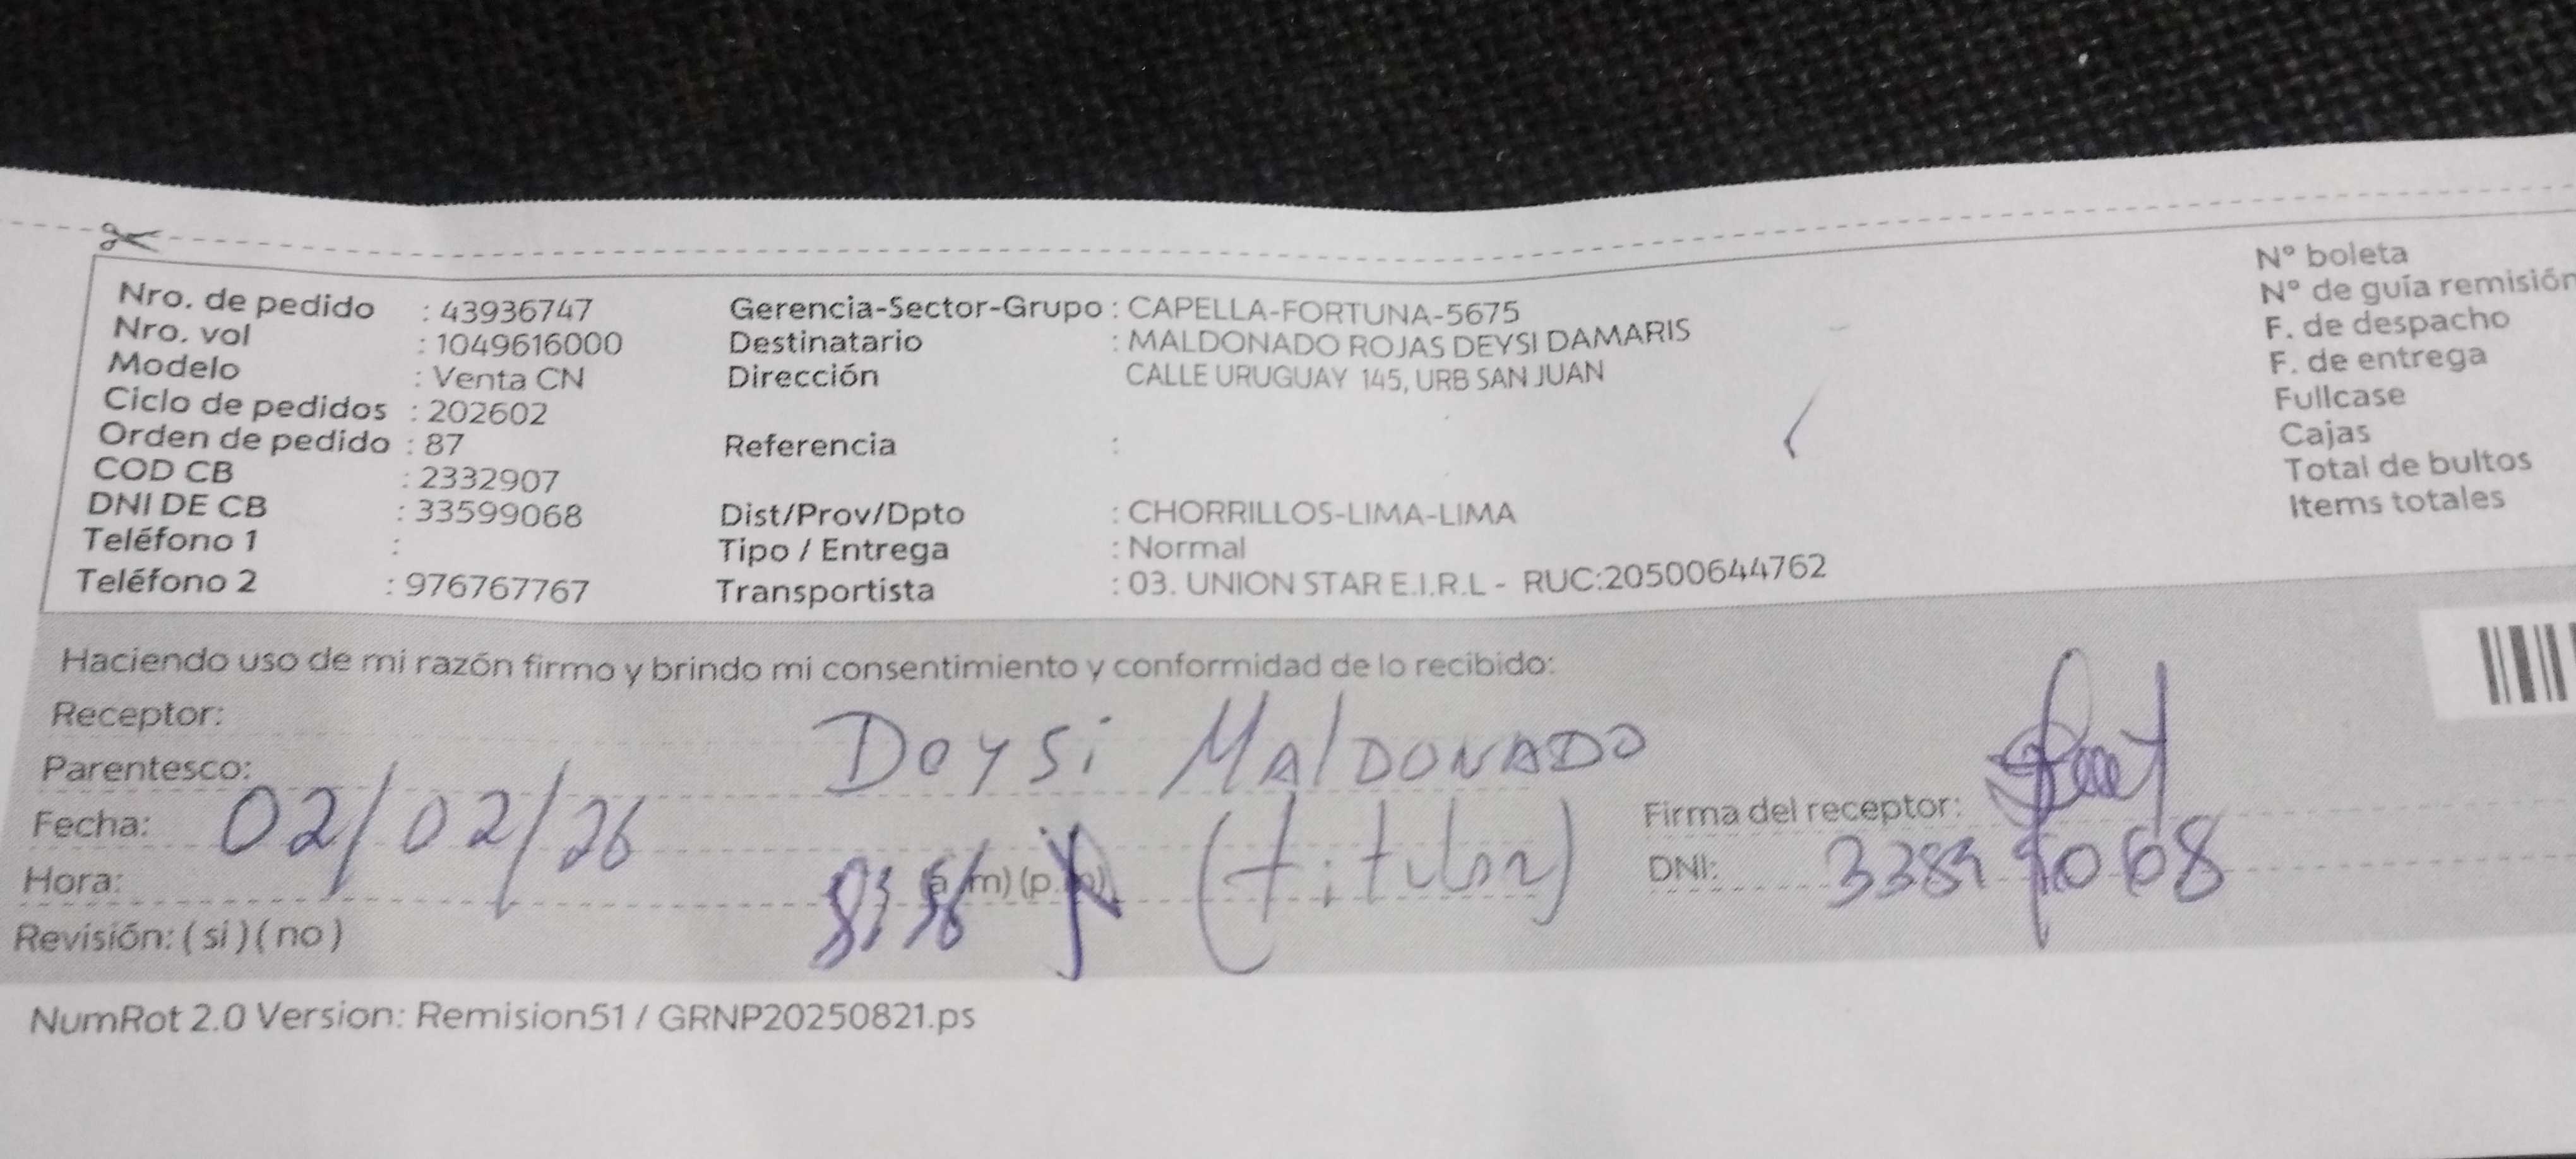 Nro. de pedido : 43936747
Nro. vol : 1049616000
Modelo : Venta CN
Ciclo de pedidos : 202602
Orden de pedido : 87
COD CB : 2332907
DNI DE CB : 33599068
Teléfono 1 :
Teléfono 2 : 976767767
Gerencia-Sector-Grupo : CAPELLA-FORTUNA-5675
Destinatario : MALDONADO ROJAS DEYSI DAMARIS
Dirección CALLE URUGUAY 145, URB SAN JUAN
Referencia :
Dist/Prov/Dpto : CHORRILLOS-LIMA-LIMA
Tipo / Entrega : Normal
Transportista : 03. UNION STAR E.I.R.L - RUC:20500644762
Nº boleta
Nº de guía remisión
F. de despacho
F. de entrega
Fullcase
Cajas
Total de bultos
Items totales
Haciendo uso de mi razón firmo y brindo mi consentimiento y conformidad de lo recibido:
Receptor: Deysi MALDONADO
Parentesco: (titular)
Fecha: 02/02/26
Hora:
Revisión: ( si ) ( no )
Firma del receptor:
DNI:
NumRot 2.0 Version: Remision51 / GRNP20250821.ps